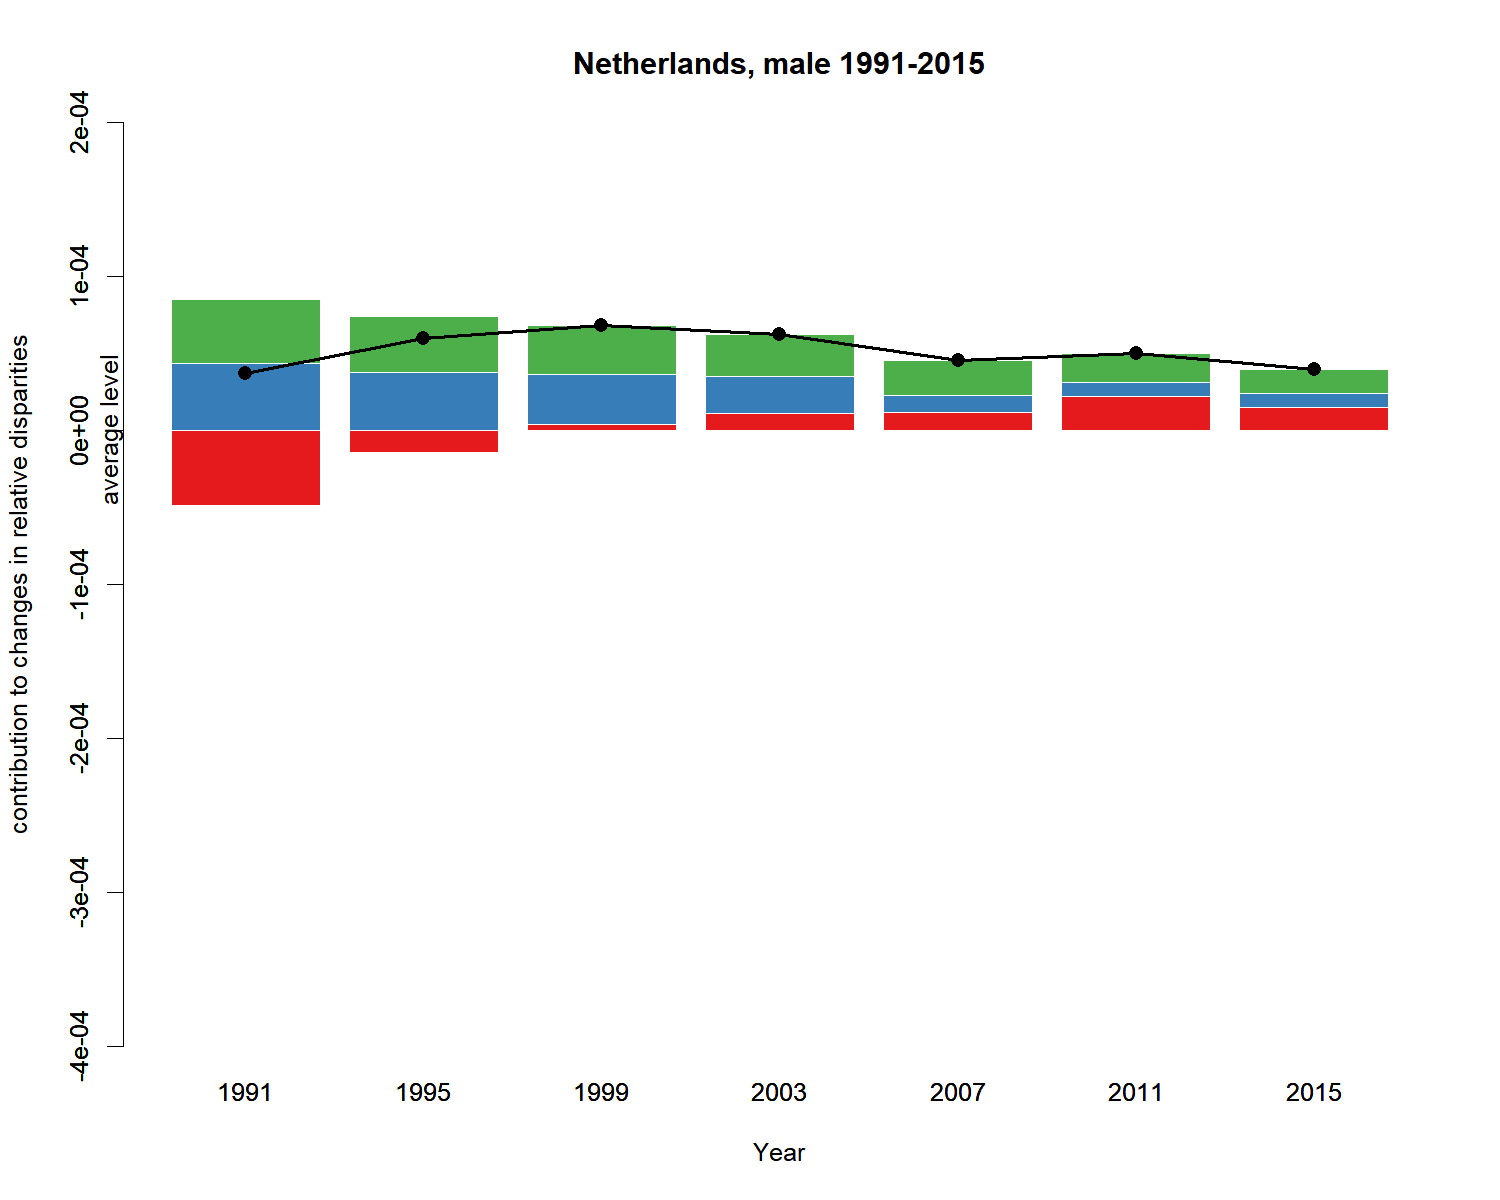 Netherlands, male 1991-2015
contribution to changes in relative disparities
average level
2e-04
1e-04
0e+00
-1e-04
-2e-04
-3e-04
-4e-04
1991 1995 1999 2003 2007 2011 2015
Year